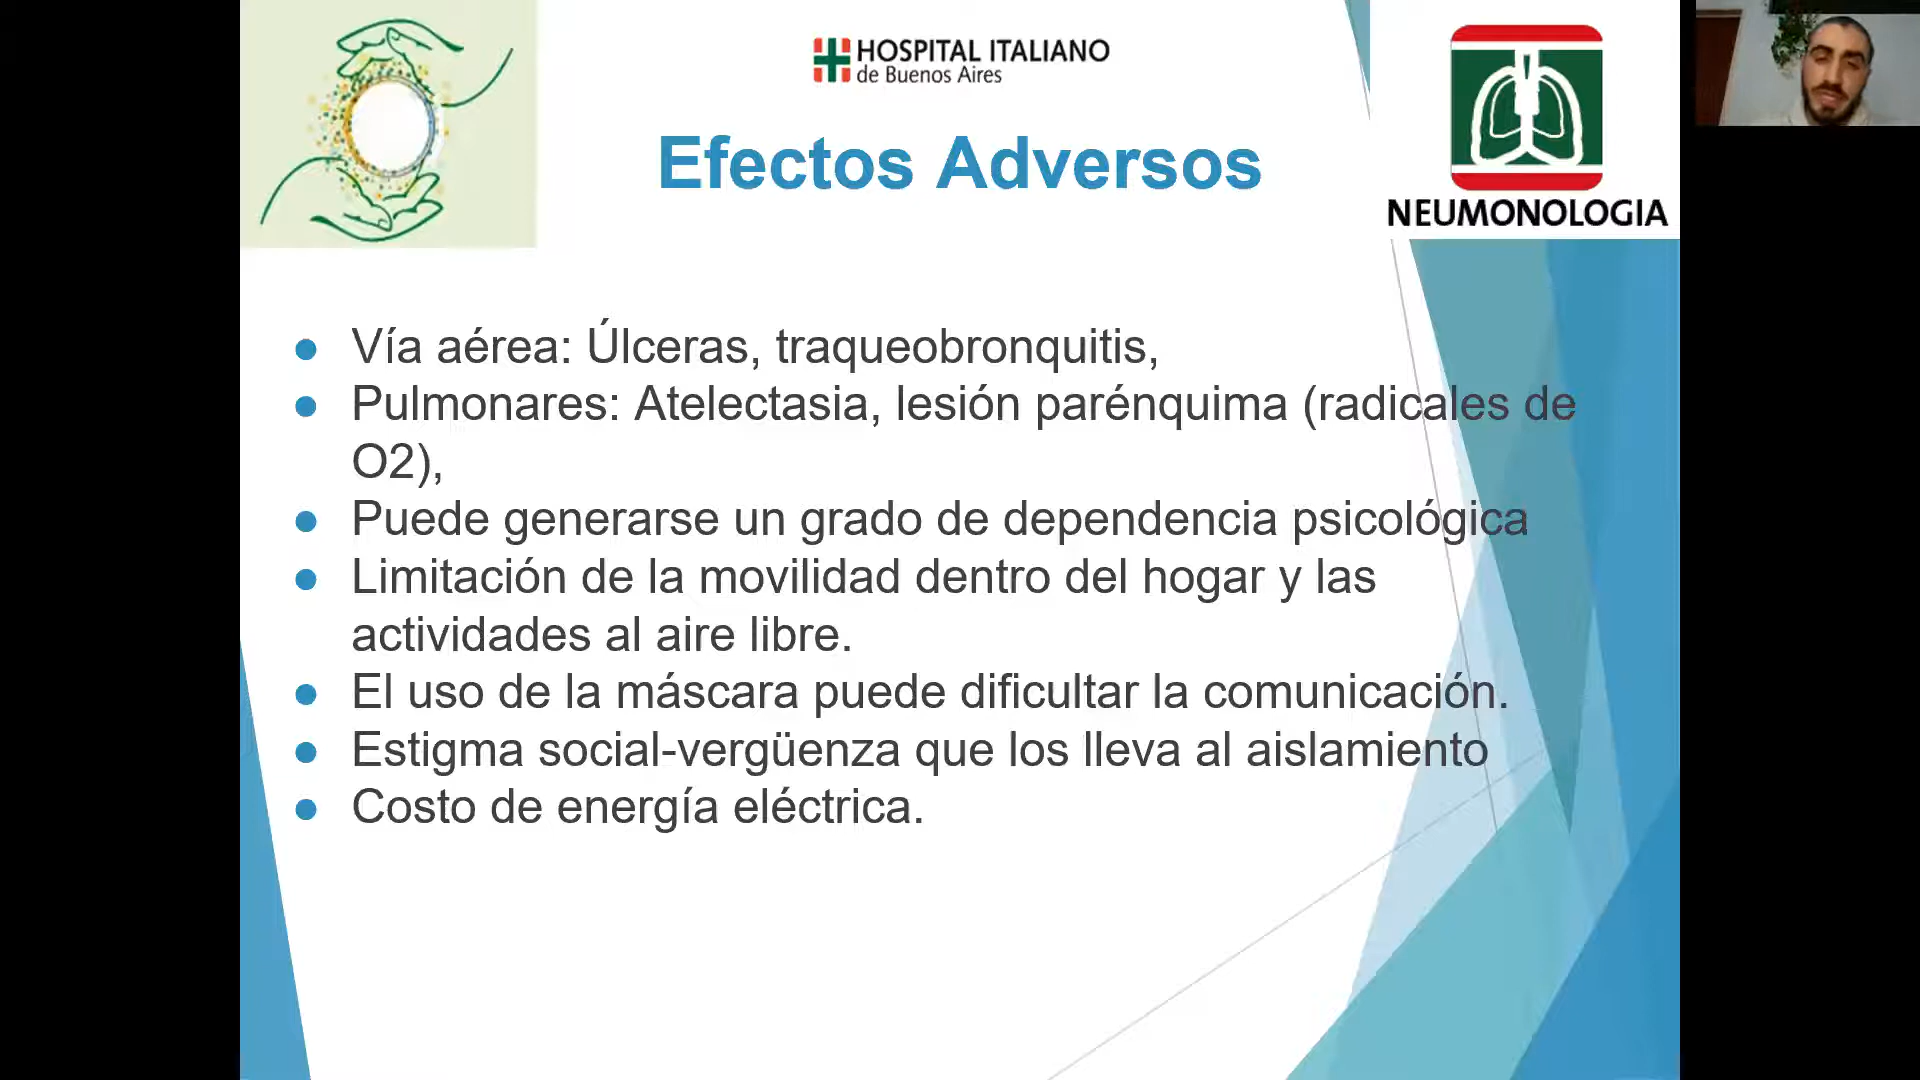 HOSPITAL ITALIANO
de Buenos Aires
Efectos Adversos
NEUMONOLOGIA
● Vía aérea: Úlceras, traqueobronquitis,
● Pulmonares: Atelectasia, lesión parénquima (radicales de
O2),
● Puede generarse un grado de dependencia psicológica
● Limitación de la movilidad dentro del hogar y las
actividades al aire libre.
● El uso de la máscara puede dificultar la comunicación.
● Estigma social-vergüenza que los lleva al aislamiento
● Costo de energía eléctrica.